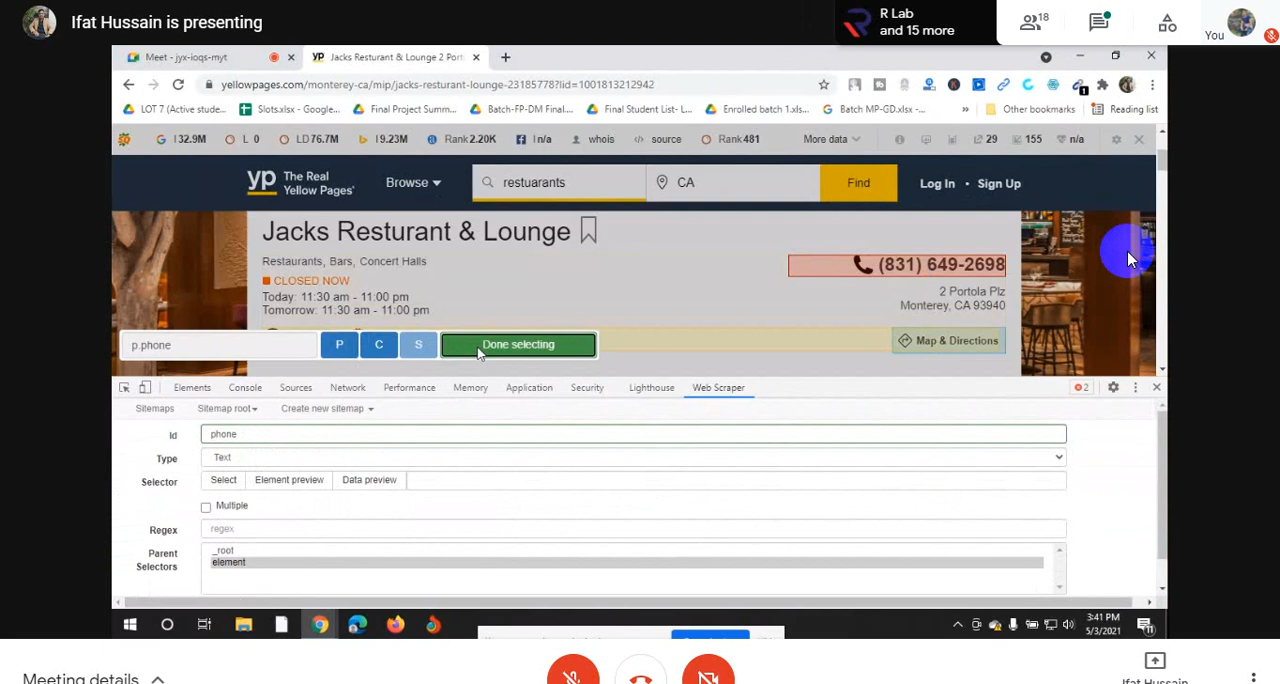 Ifat Hussain is presenting
R Lab
and 15 more
18
You
Meet - jyx-ioqs-myt
Jacks Resturant & Lounge 2 Port
yellowpages.com/monterey-ca/mip/jacks-resturant-lounge-23185778?lid=1001813212942
LOT 7 (Active stude...
Slots.xlsx - Google...
Final Project Summ...
Batch-FP-DM Final...
Final Student List- L...
Enrolled batch 1.xls...
Batch MP-GD.xlsx -...
»
Other bookmarks
Reading list
I 32.9M
L 0
LD 76.7M
I 9.23M
Rank 2.20K
I n/a
whois
source
Rank 481
More data
29
155
n/a
yp The Real Yellow Pages
Browse
restuarants
CA
Find
Log In • Sign Up
Jacks Resturant & Lounge
Restaurants, Bars, Concert Halls
CLOSED NOW
Today: 11:30 am - 11:00 pm
Tomorrow: 11:30 am - 11:00 pm
(831) 649-2698
2 Portola Plz
Monterey, CA 93940
Map & Directions
p.phone
P
C
S
Done selecting
Elements
Console
Sources
Network
Performance
Memory
Application
Security
Lighthouse
Web Scraper
2
Sitemaps
Sitemap root
Create new sitemap
Id
phone
Type
Text
Selector
Select
Element preview
Data preview
Multiple
Regex
regex
Parent Selectors
_root
element
3:41 PM
5/3/2021
11
Meeting details
Ifat Hussain